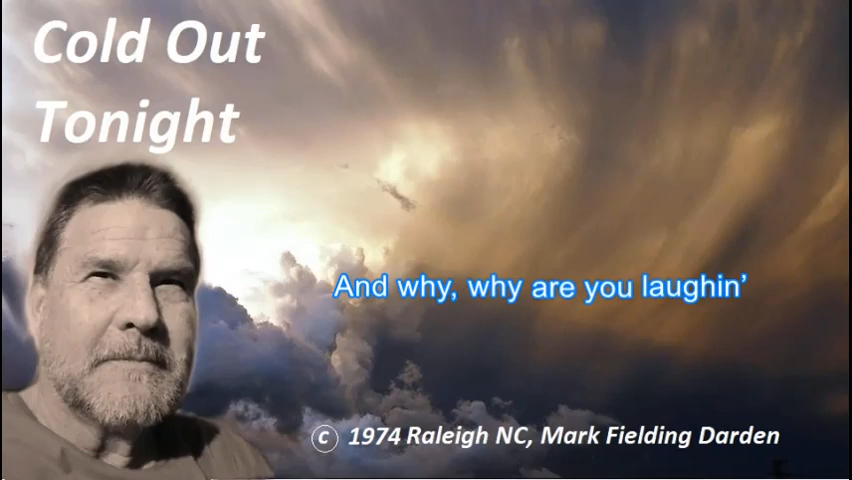 Cold Out
Tonight
And why, why are you laughin’
ⓒ 1974 Raleigh NC, Mark Fielding Darden